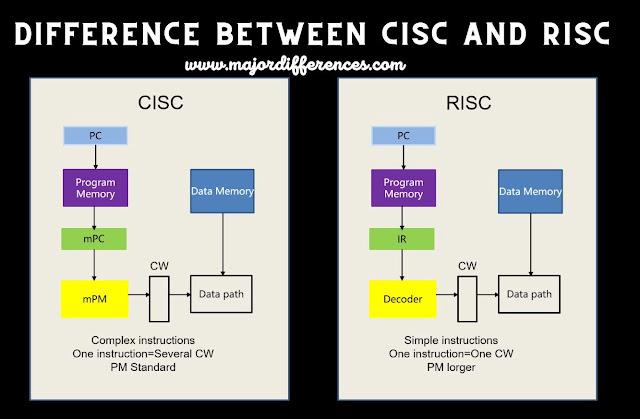 DIFFERENCE BETWEEN CISC AND RISC
www.majordifferences.com
CISC
PC
Program
Memory
Data Memory
mPC
CW
mPM
Data path
Complex instructions
One instruction=Several CW
PM Standard
RISC
PC
Program
Memory
Data Memory
IR
CW
Decoder
Data path
Simple instructions
One instruction=One CW
PM lorger